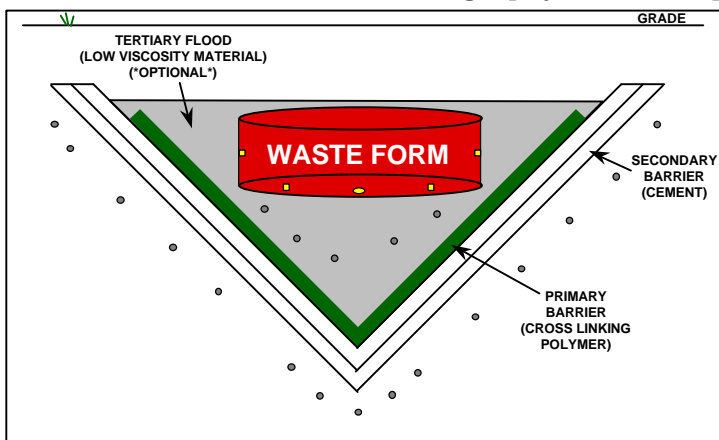 GRADE
TERTIARY FLOOD
(LOW VISCOSITY MATERIAL)
(*OPTIONAL*)
WASTE FORM
SECONDARY
BARRIER
(CEMENT)
PRIMARY
BARRIER
(CROSS LINKING
POLYMER)